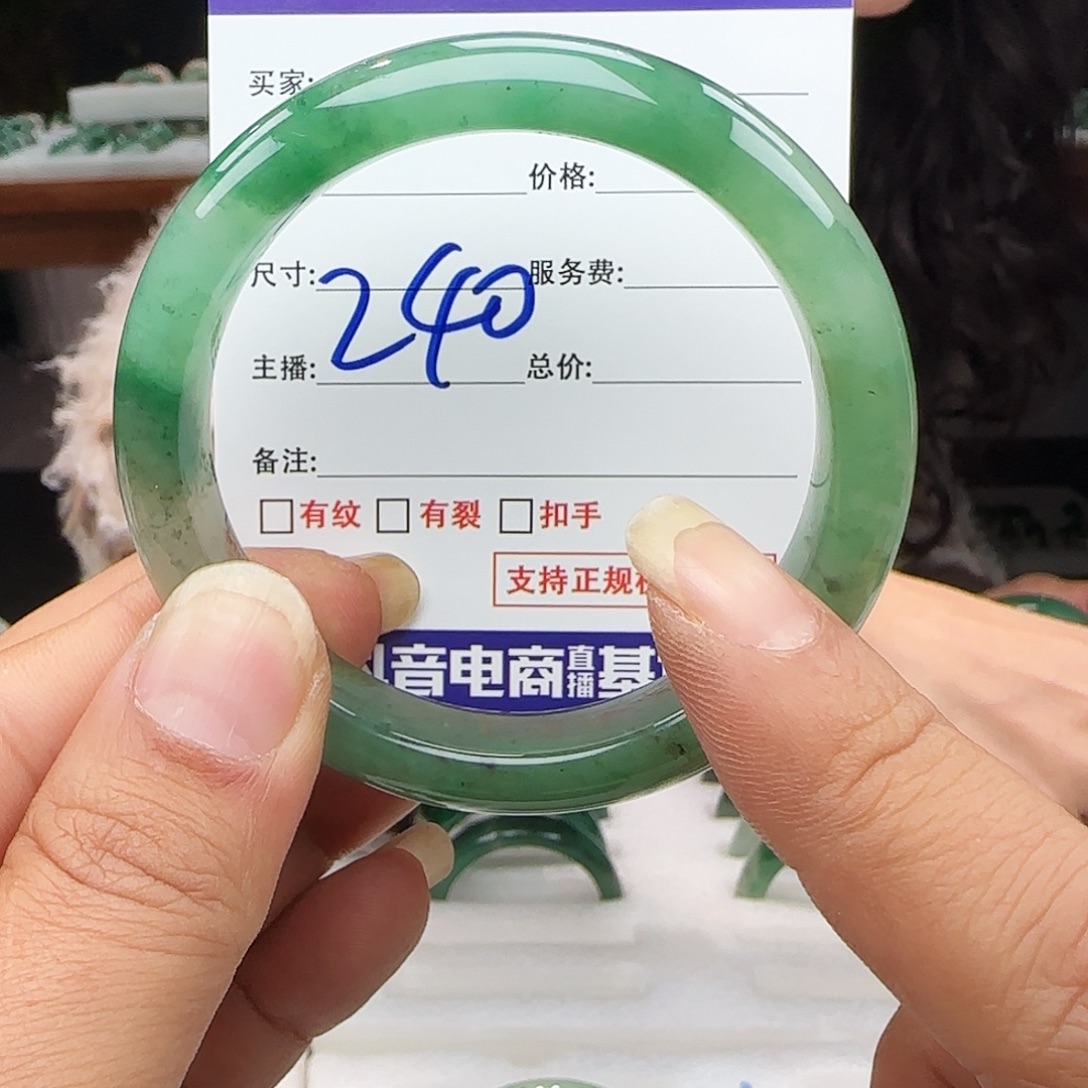 买家:
价格:
尺寸: 240 服务费:
主播: 总价:
备注:
有纹 有裂 扣手
支持正规
音电商直播基